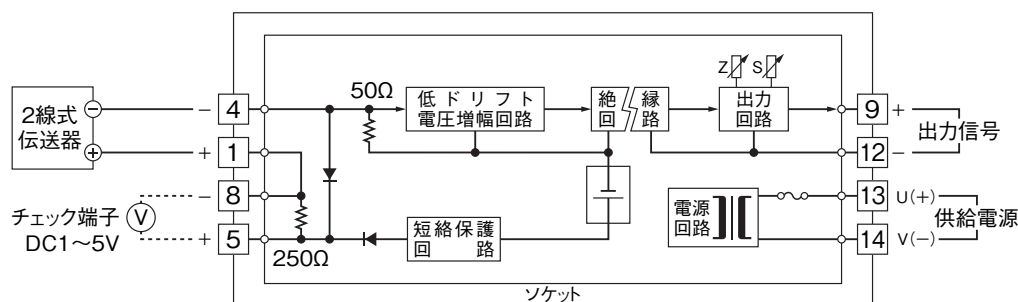 2線式
伝送器
−
+
− 4
+ 1
− 8
+ 5
チェック端子
DC1～5V
V
50Ω
250Ω
低ドリフト
電圧増幅回路
絶縁
回路
Z
S
出力
回路
短絡保護
回路
電源
回路
9 +
12 −
出力信号
13 U(+)
14 V(−)
供給電源
ソケット